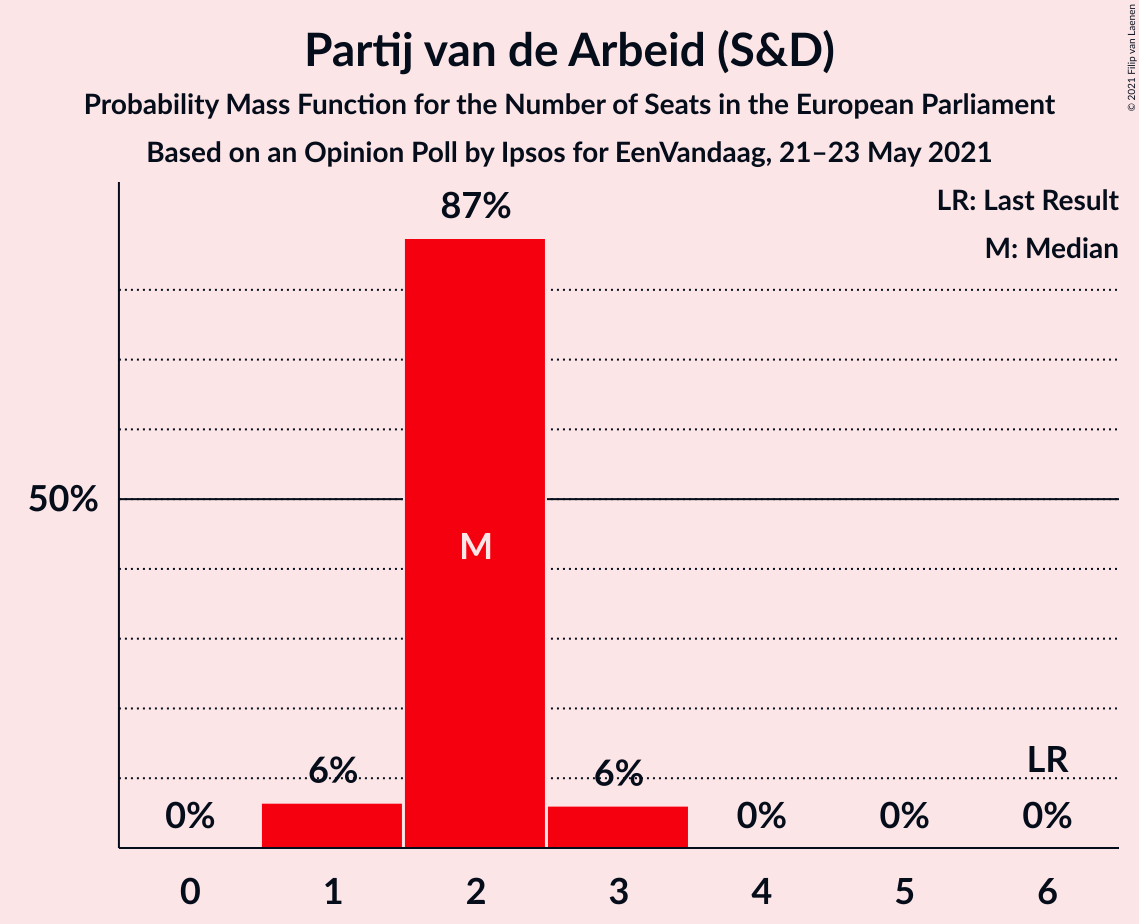 Partij van de Arbeid (S&D)
Probability Mass Function for the Number of Seats in the European Parliament
Based on an Opinion Poll by Ipsos for EenVandaag, 21–23 May 2021
© 2021 Filip van Laenen
LR: Last Result
M: Median
87%
50%
M
6%
6%
LR
0%
0%
0%
0%
0 1 2 3 4 5 6